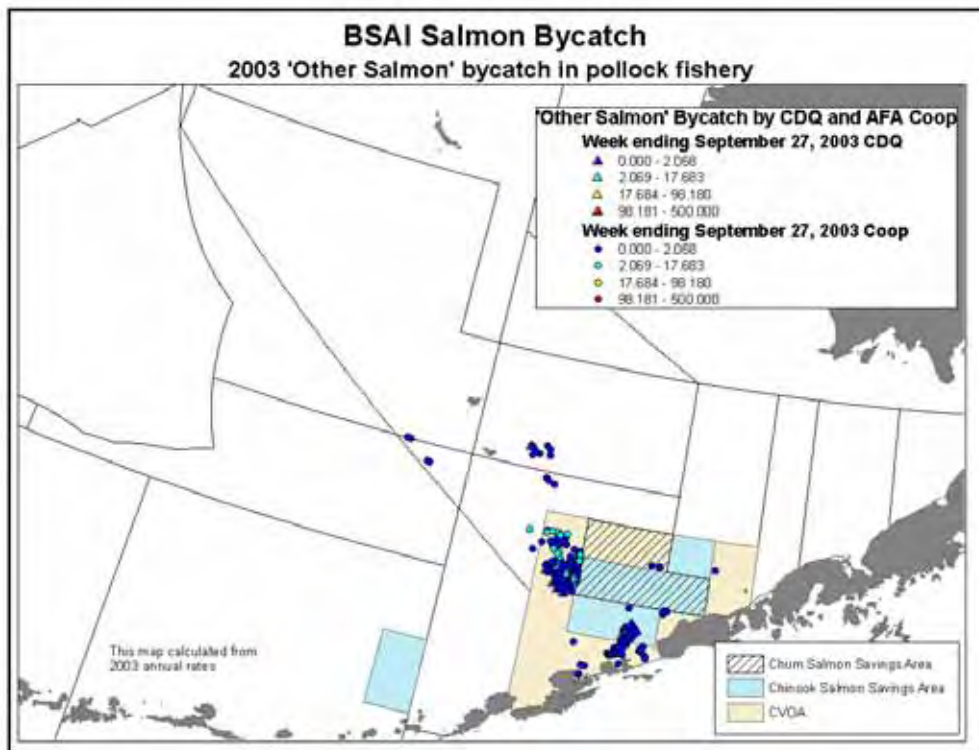 BSAI Salmon Bycatch
2003 'Other Salmon' bycatch in pollock fishery
'Other Salmon' Bycatch by CDQ and AFA Coop
Week ending September 27, 2003 CDQ
0.000 - 2.068
2.069 - 17.683
17.684 - 98.180
98.181 - 500.000
Week ending September 27, 2003 Coop
0.000 - 2.068
2.069 - 17.683
17.684 - 98.180
98.181 - 500.000
This map calculated from
2003 annual rates
Chum Salmon Savings Area
Chinook Salmon Savings Area
CVOA